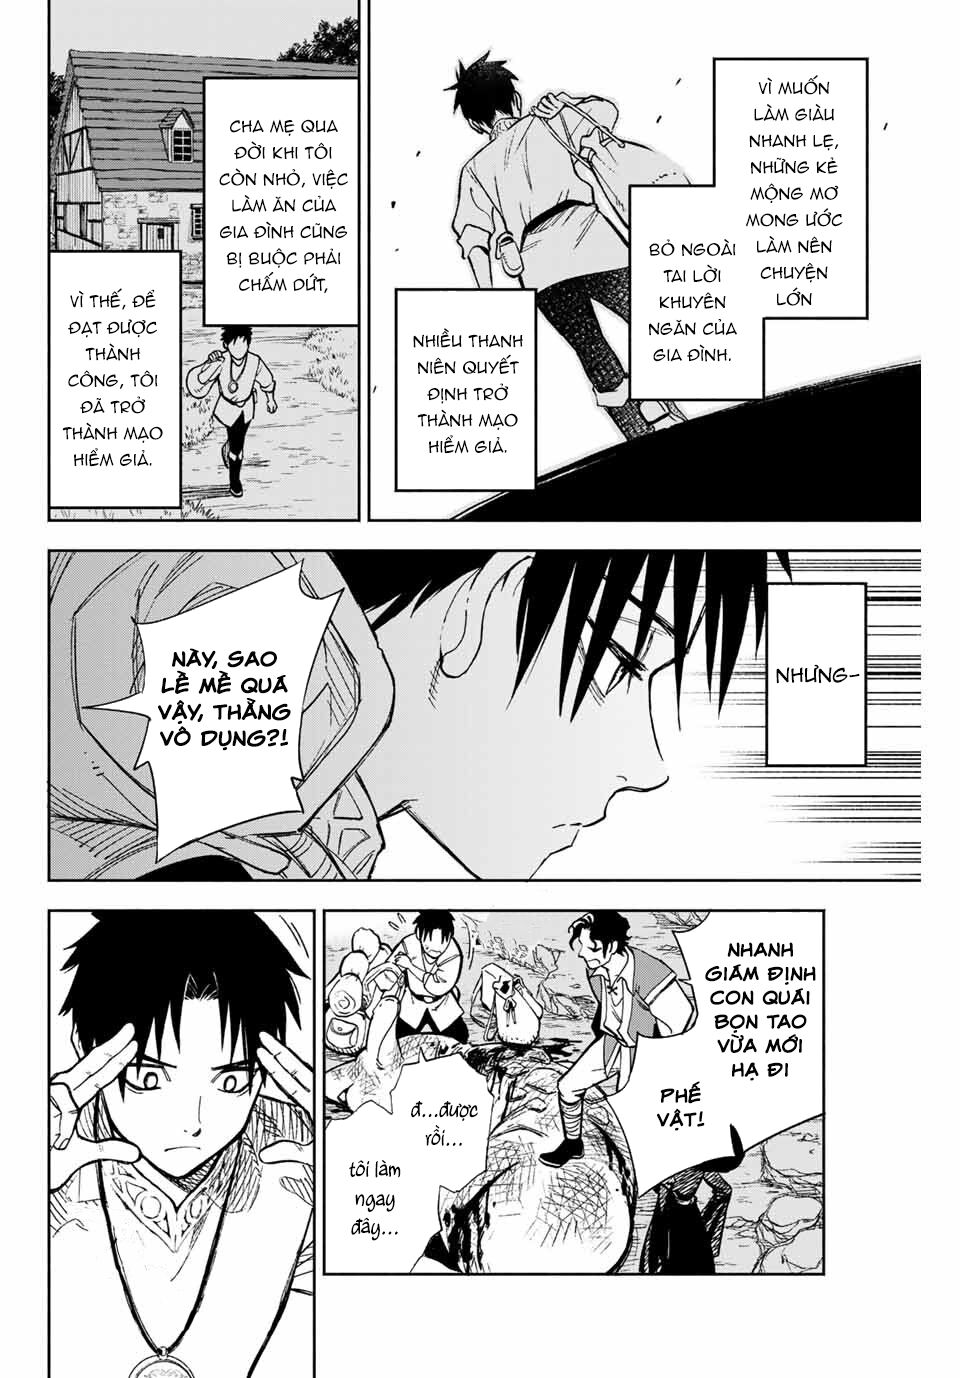 VÌ MUỐN
LÀM GIÀU
NHANH LẸ,
NHỮNG KẺ
MỘNG MƠ
MONG ƯỚC
LÀM NÊN
CHUYỆN
LỚN
BỎ NGOÀI
TAI LỜI
KHUYÊN
NGĂN CỦA
GIA ĐÌNH.
NHIỀU THANH
NIÊN QUYẾT
ĐỊNH TRỞ
THÀNH MẠO
HIỂM GIẢ.
CHA MẸ QUA
ĐỜI KHI TÔI
CÒN NHỎ, VIỆC
LÀM ĂN CỦA
GIA ĐÌNH CŨNG
BỊ BUỘC PHẢI
CHẤM DỨT,
VÌ THẾ, ĐỂ
ĐẠT ĐƯỢC
THÀNH
CÔNG, TÔI
ĐÃ TRỞ
THÀNH MẠO
HIỂM GIẢ.
NHƯNG-
NÀY, SAO
LỀ MỀ QUÁ
VẬY, THẰNG
VÔ DỤNG?!
NHANH
GIÁM ĐỊNH
CON QUÁI
BỌN TAO
VỪA MỚI
HẠ ĐI
PHẾ
VẬT!
đ...được
rồi...
tôi làm
ngay
đây...